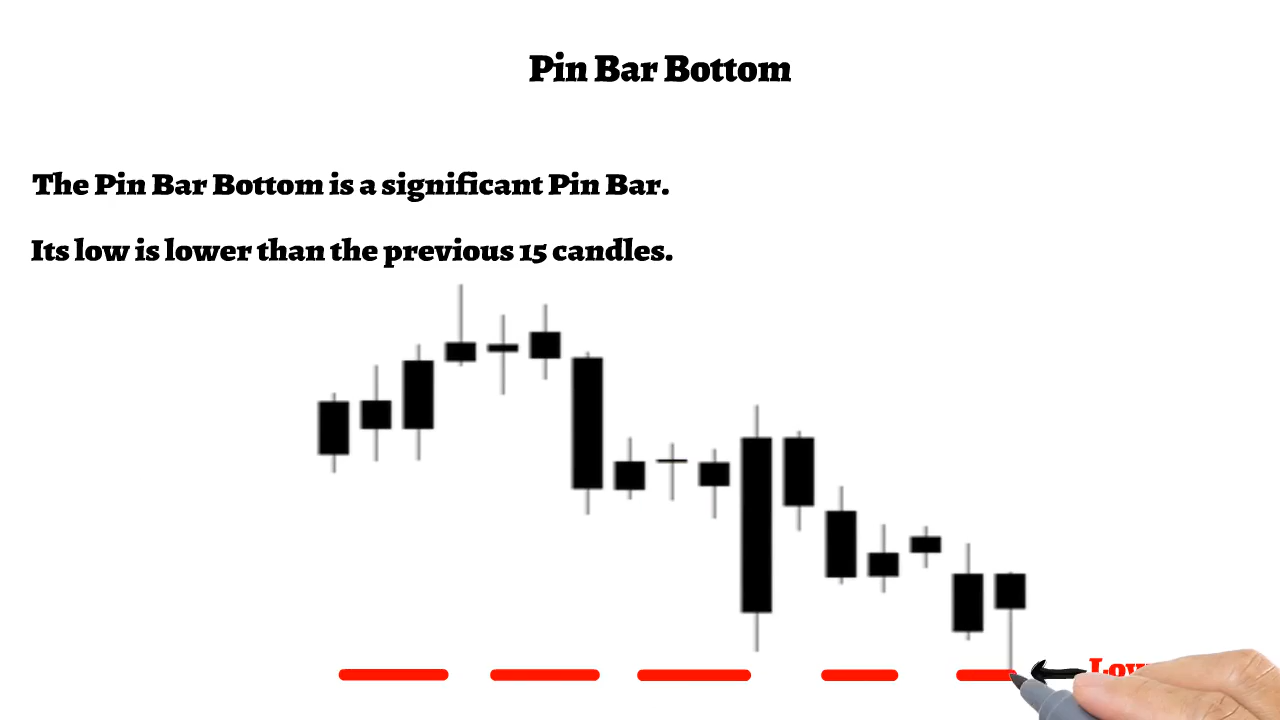 Pin Bar Bottom
The Pin Bar Bottom is a significant Pin Bar.
Its low is lower than the previous 15 candles.